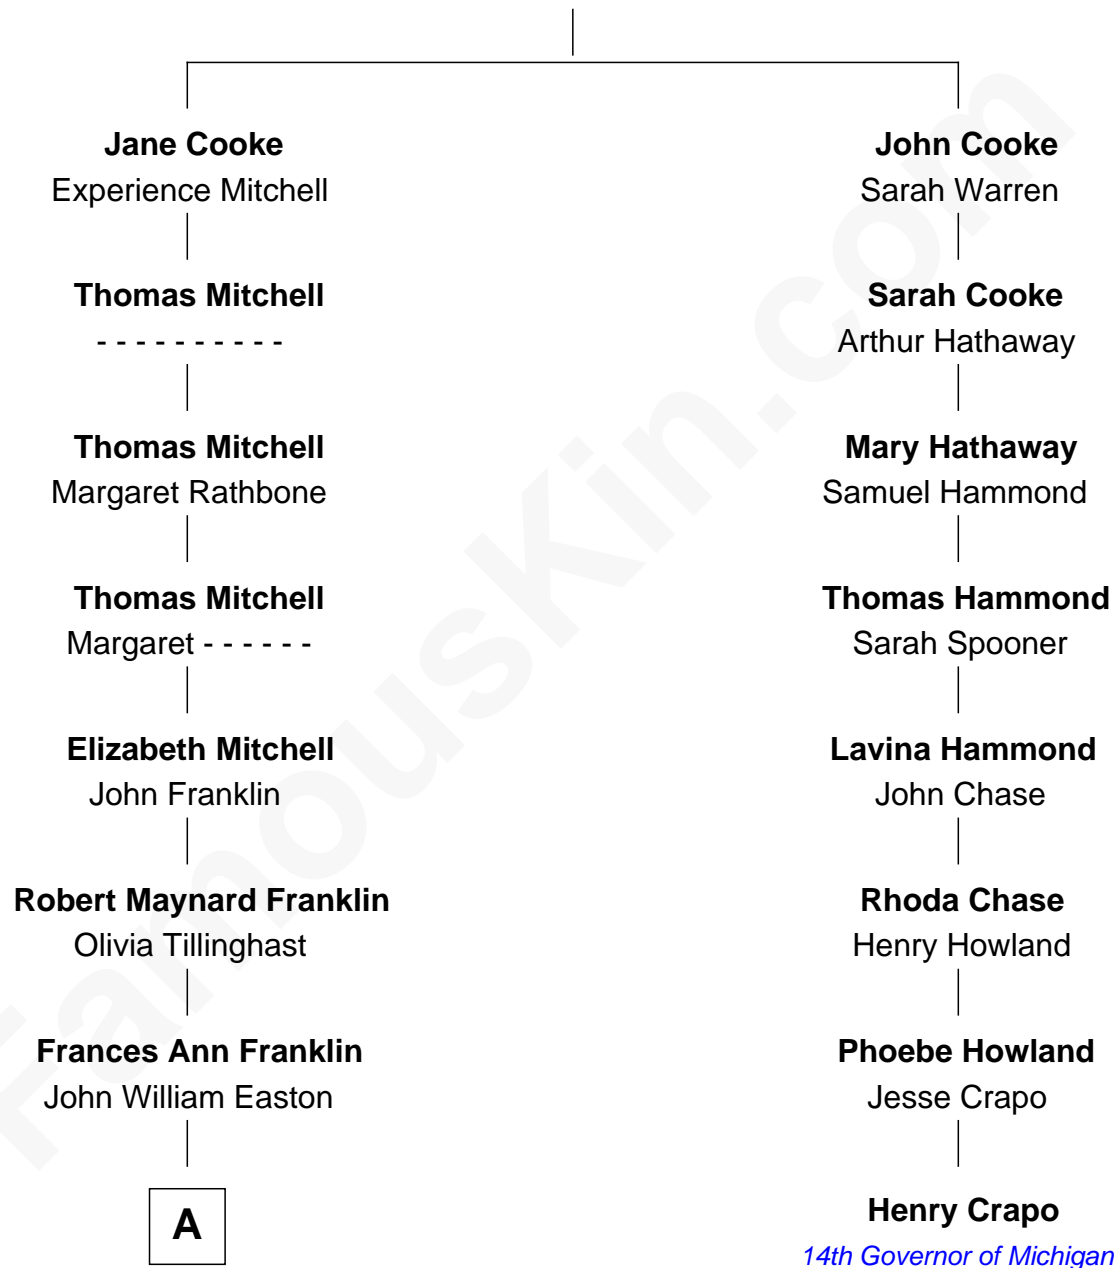 Jane Cooke
Experience Mitchell
Thomas Mitchell
- - - - - - - - - -
Thomas Mitchell
Margaret Rathbone
Thomas Mitchell
Margaret - - - - - -
Elizabeth Mitchell
John Franklin
Robert Maynard Franklin
Olivia Tillinghast
Frances Ann Franklin
John William Easton
A
John Cooke
Sarah Warren
Sarah Cooke
Arthur Hathaway
Mary Hathaway
Samuel Hammond
Thomas Hammond
Sarah Spooner
Lavina Hammond
John Chase
Rhoda Chase
Henry Howland
Phoebe Howland
Jesse Crapo
Henry Crapo
14th Governor of Michigan
FamousKin.com